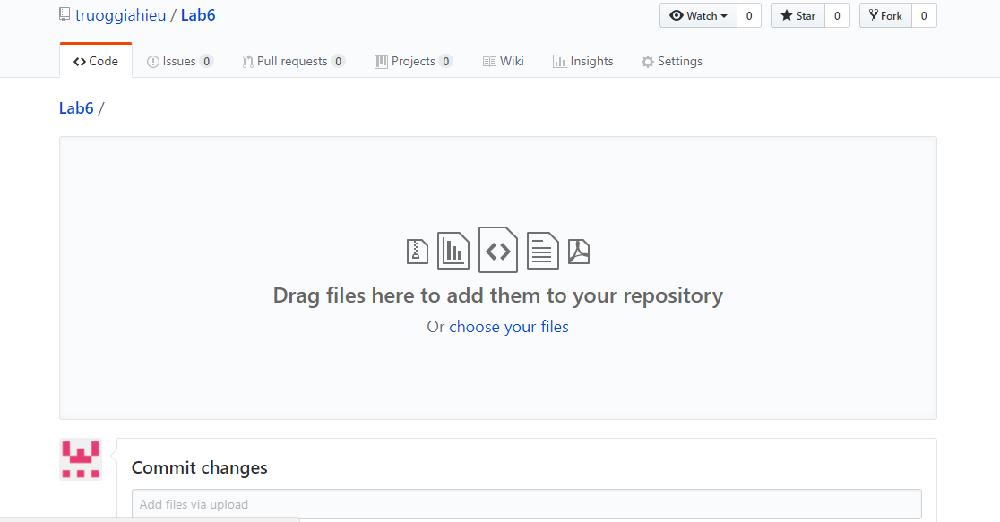 truoggiahieu / Lab6
Watch 0 Star 0 Fork 0
Code Issues 0 Pull requests 0 Projects 0 Wiki Insights Settings
Lab6 /
Drag files here to add them to your repository
Or choose your files
Commit changes
Add files via upload